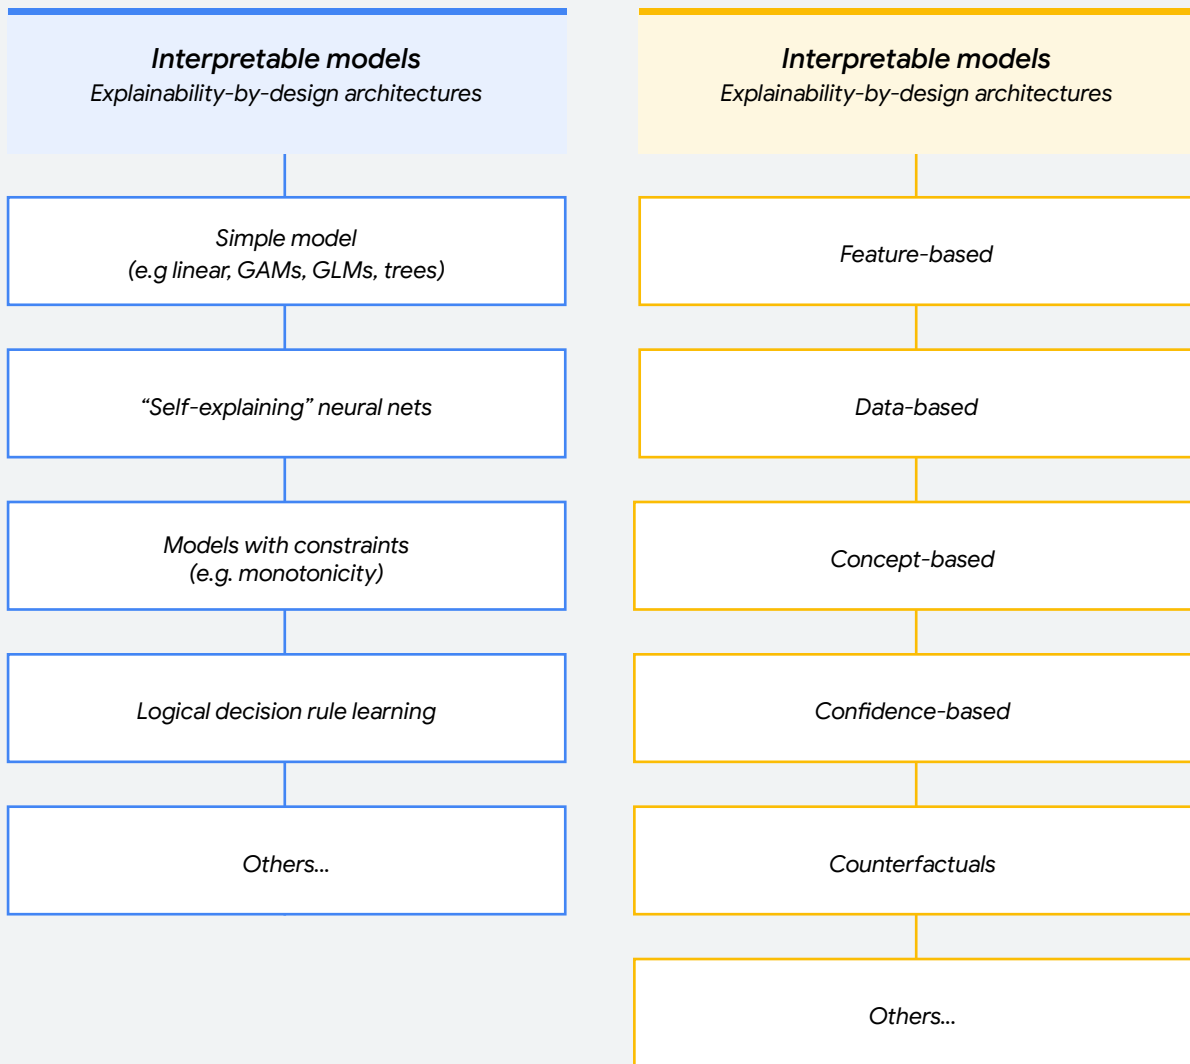 Interpretable models
Explainability-by-design architectures
Simple model
(e.g linear, GAMs, GLMs, trees)
“Self-explaining” neural nets
Models with constraints
(e.g. monotonicity)
Logical decision rule learning
Others...
Interpretable models
Explainability-by-design architectures
Feature-based
Data-based
Concept-based
Confidence-based
Counterfactuals
Others...